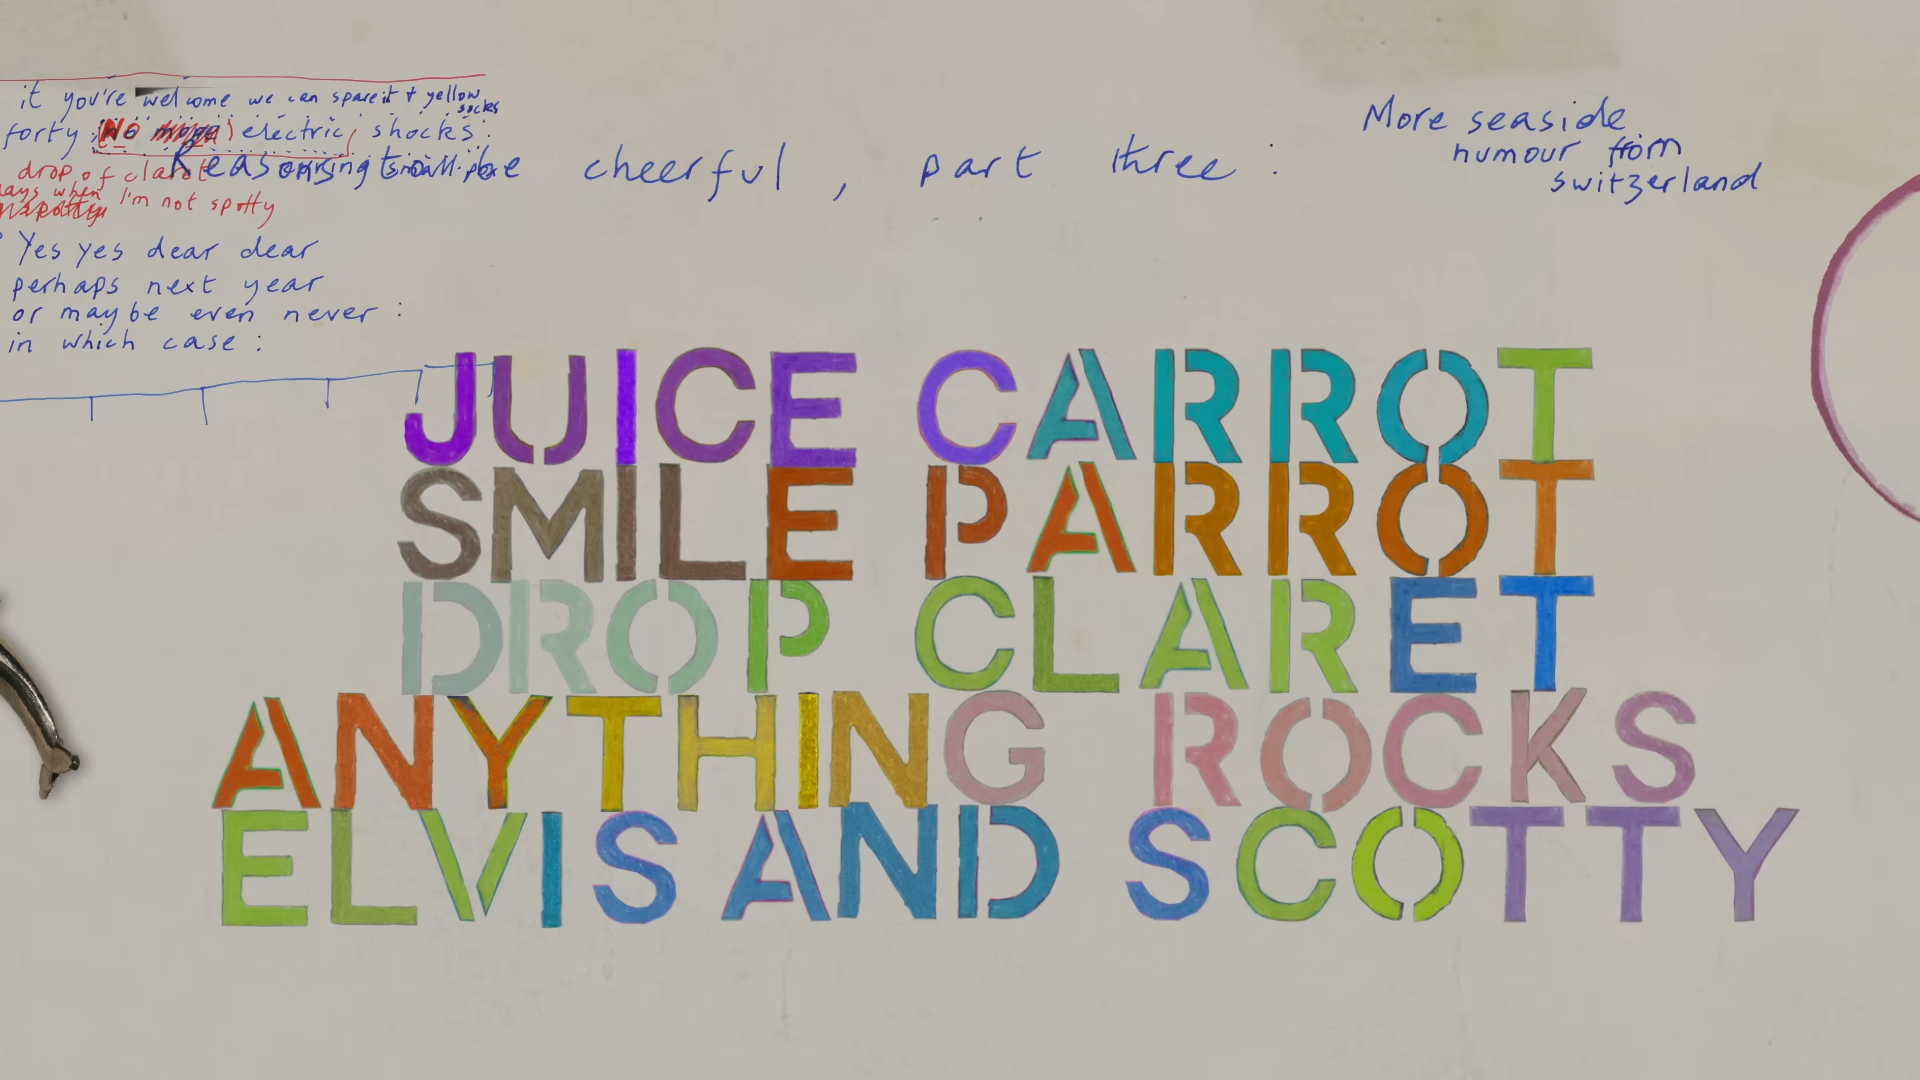 it you're welcome we can spare it + yellow socks
forty No electric shocks
Reasons to be cheerful, part three:
drop of claret
when
I'm not spotty
More seaside
humour from
switzerland
Yes yes dear dear
perhaps next year
or maybe even never:
in which case:
JUICE CARROT
SMILE PARROT
DROP CLARET
ANYTHING ROCKS
ELVIS AND SCOTTY